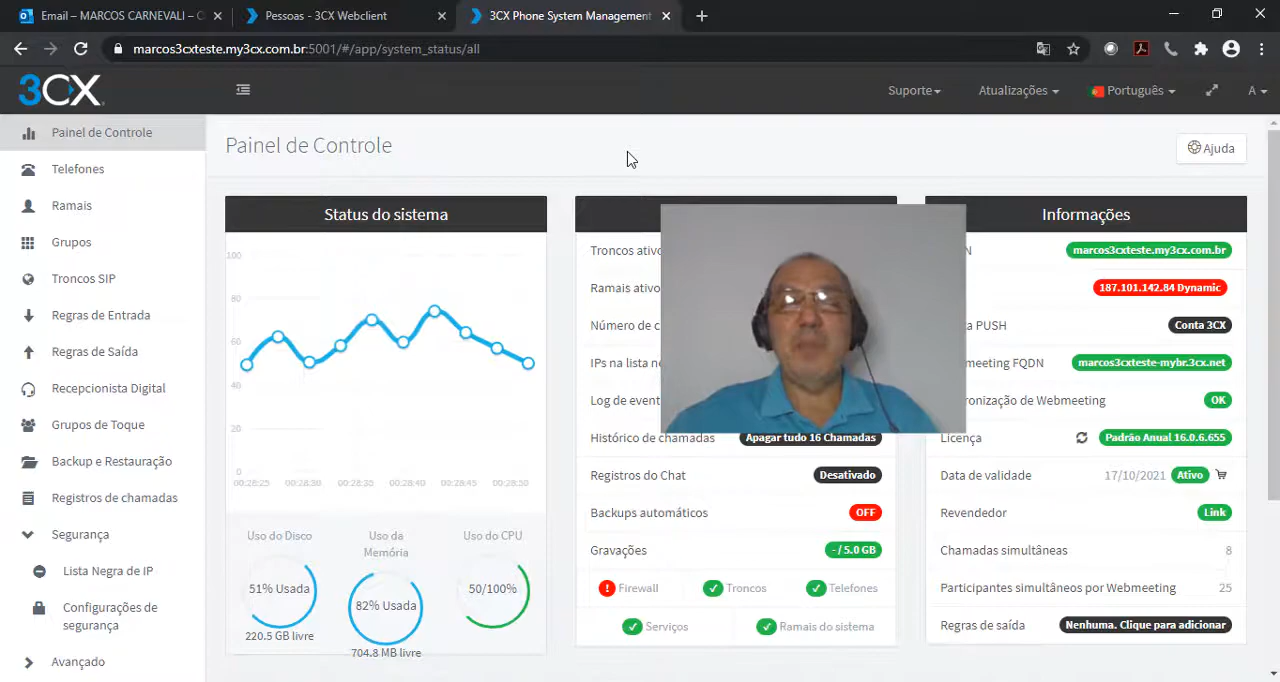 Email – MARCOS CARNEVALI – O
Pessoas - 3CX Webclient
3CX Phone System Management
marcos3cxteste.my3cx.com.br:5001/#/app/system_status/all
3CX
Suporte
Atualizações
Português
A
Painel de Controle
Telefones
Ramais
Grupos
Troncos SIP
Regras de Entrada
Regras de Saída
Recepcionista Digital
Grupos de Toque
Backup e Restauração
Registros de chamadas
Segurança
Lista Negra de IP
Configurações de
segurança
Avançado
Painel de Controle
Ajuda
Status do sistema
100
80
60
40
20
0
00:28:25 00:28:30 00:28:35 00:28:40 00:28:45 00:28:50
Uso do Disco
51% Usada
220.5 GB livre
Uso da
Memória
82% Usada
704.8 MB livre
Uso do CPU
50/100%
Troncos ativo
Ramais ativo
Número de c
IPs na lista ne
Log de event
Histórico de chamadas Apagar tudo 16 Chamadas
Registros do Chat Desativado
Backups automáticos OFF
Gravações - / 5.0 GB
Firewall Troncos Telefones
Serviços Ramais do sistema
Informações
N marcos3cxteste.my3cx.com.br
187.101.142.84 Dynamic
a PUSH Conta 3CX
meeting FQDN marcos3cxteste-mybr.3cx.net
onização de Webmeeting OK
Licença Padrão Anual 16.0.6.655
Data de validade 17/10/2021 Ativo
Revendedor Link
Chamadas simultâneas 8
Participantes simultâneos por Webmeeting 25
Regras de saída Nenhuma. Clique para adicionar